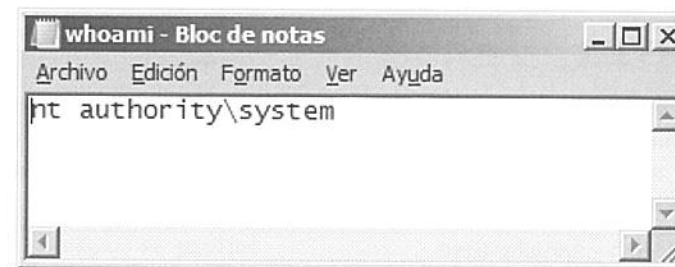 whoami - Bloc de notas
Archivo Edición Formato Ver Ayuda
nt authority\system